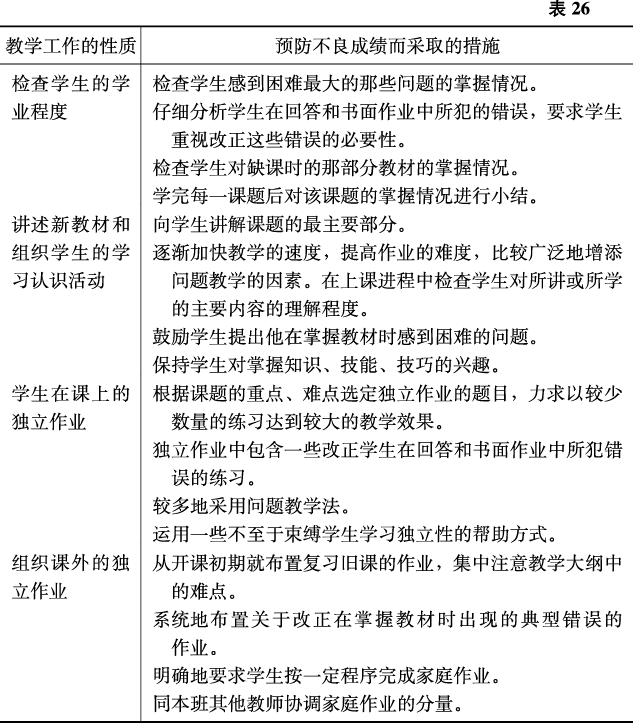 表 26
教学工作的性质 预防不良成绩而采取的措施
检查学生的学 检查学生感到困难最大的那些问题的掌握情况。
业程度 仔细分析学生在回答和书面作业中所犯的错误，要求学生
重视改正这些错误的必要性。
检查学生对缺课时的那部分教材的掌握情况。
学完每一课题后对该课题的掌握情况进行小结。
讲述新教材和 向学生讲解课题的最主要部分。
组织学生的学 逐渐加快教学的速度，提高作业的难度，比较广泛地增添
习认识活动 问题教学的因素。在上课进程中检查学生对所讲或所学
的主要内容的理解程度。
鼓励学生提出他在掌握教材时感到困难的问题。
保持学生对掌握知识、技能、技巧的兴趣。
学生在课上的 根据课题的重点、难点选定独立作业的题目，力求以较少
独立作业 数量的练习达到较大的教学效果。
独立作业中包含一些改正学生在回答和书面作业中所犯错
误的练习。
较多地采用问题教学法。
运用一些不至于束缚学生学习独立性的帮助方式。
组织课外的独 从开课初期就布置复习旧课的作业，集中注意教学大纲中
立作业 的难点。
系统地布置关于改正在掌握教材时出现的典型错误的
作业。
明确地要求学生按一定程序完成家庭作业。
同本班其他教师协调家庭作业的分量。